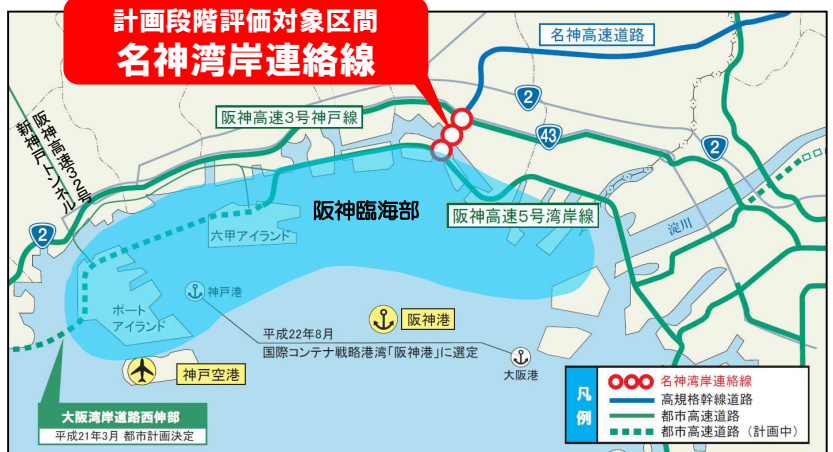 計画段階評価対象区間
名神湾岸連絡線
名神高速道路
2
阪神高速3号神戸線
43
2
阪神高速32号
新神戸トンネル
阪神臨海部
阪神高速5号湾岸線
淀川
2
六甲アイランド
神戸港
ポート
アイランド
阪神港
平成22年8月
国際コンテナ戦略港湾「阪神港」に選定
大阪港
神戸空港
大阪湾岸道路西伸部
平成21年3月 都市計画決定
凡例
名神湾岸連絡線
高規格幹線道路
都市高速道路
都市高速道路（計画中）